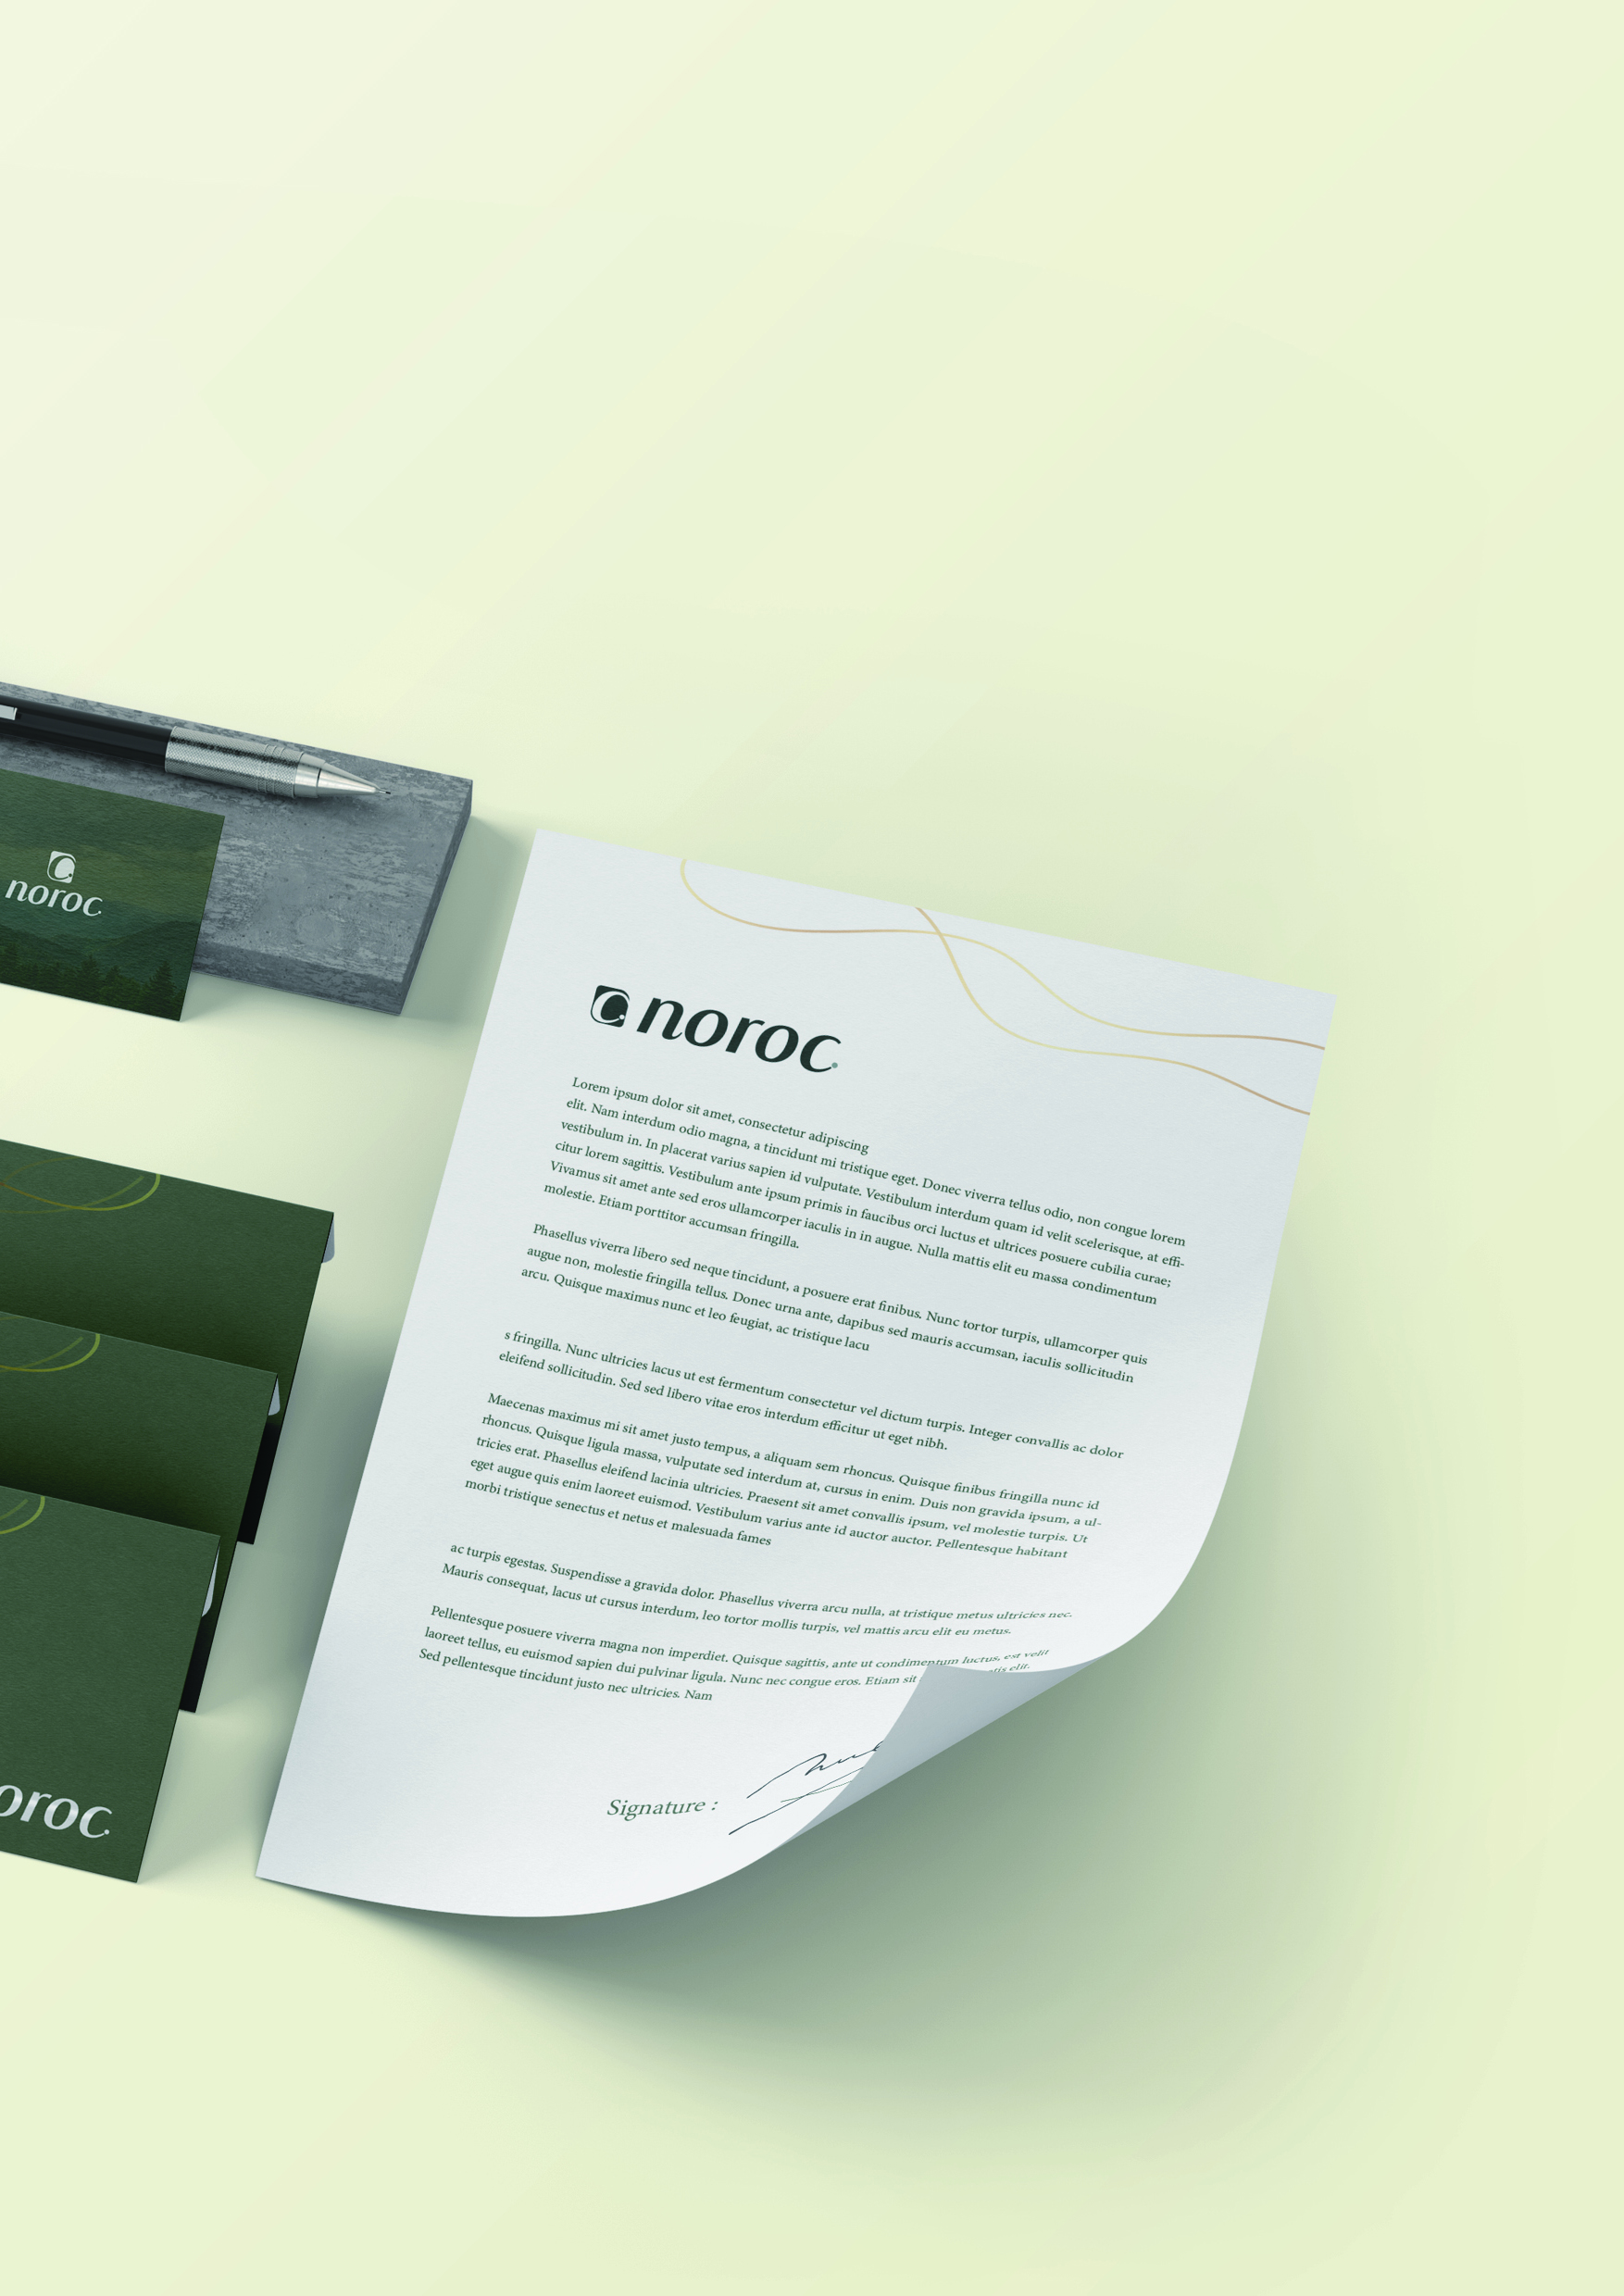 noroc
noroc.
Lorem ipsum dolor sit amet, consectetur adipiscing
elit. Nam interdum odio magna, a tincidunt mi tristique eget. Donec viverra tellus odio, non congue lorem
vestibulum in. In placerat varius sapien id vulputate. Vestibulum interdum quam id velit scelerisque, at effi-
citur lorem sagittis. Vestibulum ante ipsum primis in faucibus orci luctus et ultrices posuere cubilia curae;
Vivamus sit amet ante sed eros ullamcorper iaculis in in augue. Nulla mattis elit eu massa condimentum
molestie. Etiam porttitor accumsan fringilla.
Phasellus viverra libero sed neque tincidunt, a posuere erat finibus. Nunc tortor turpis, ullamcorper quis
augue non, molestie fringilla tellus. Donec urna ante, dapibus sed mauris accumsan, iaculis sollicitudin
arcu. Quisque maximus nunc et leo feugiat, ac tristique lacu
s fringilla. Nunc ultricies lacus ut est fermentum consectetur vel dictum turpis. Integer convallis ac dolor
eleifend sollicitudin. Sed sed libero vitae eros interdum efficitur ut eget nibh.
Maecenas maximus mi sit amet justo tempus, a aliquam sem rhoncus. Quisque finibus fringilla nunc id
rhoncus. Quisque ligula massa, vulputate sed interdum at, cursus in enim. Duis non gravida ipsum, a ul-
tricies erat. Phasellus eleifend lacinia ultricies. Praesent sit amet convallis ipsum, vel molestie turpis. Ut
eget augue quis enim laoreet euismod. Vestibulum varius ante id auctor auctor. Pellentesque habitant
morbi tristique senectus et netus et malesuada fames
ac turpis egestas. Suspendisse a gravida dolor. Phasellus viverra arcu nulla, at tristique metus ultricies nec.
Mauris consequat, lacus ut cursus interdum, leo tortor mollis turpis, vel mattis arcu elit eu metus.
Pellentesque posuere viverra magna non imperdiet. Quisque sagittis, ante ut condimentum luctus, est velit
laoreet tellus, eu euismod sapien dui pulvinar ligula. Nunc nec congue eros. Etiam sit elit.
Sed pellentesque tincidunt justo nec ultricies. Nam
Signature :
oroc.